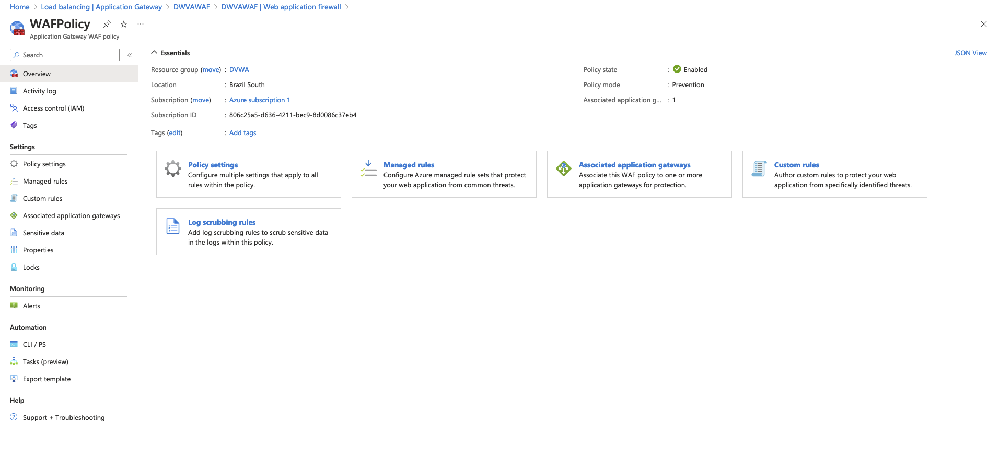 Home > Load balancing | Application Gateway > DWVAWAF > DWVAWAF | Web application firewall >
WAFPolicy
Application Gateway WAF policy
Search
Overview
Activity log
Access control (IAM)
Tags
Settings
Policy settings
Managed rules
Custom rules
Associated application gateways
Sensitive data
Properties
Locks
Monitoring
Alerts
Automation
CLI / PS
Tasks (preview)
Export template
Help
Support + Troubleshooting
Essentials
JSON View
Resource group (move) : DVWA
Location : Brazil South
Subscription (move) : Azure subscription 1
Subscription ID : 806c25a5-d636-4211-bec9-8d0086c37eb4
Tags (edit) : Add tags
Policy state : Enabled
Policy mode : Prevention
Associated application g... : 1
Policy settings
Configure multiple settings that apply to all
rules within the policy.
Managed rules
Configure Azure managed rule sets that protect
your web application from common threats.
Associated application gateways
Associate this WAF policy to one or more
application gateways for protection.
Custom rules
Author custom rules to protect your web
application from specifically identified threats.
Log scrubbing rules
Add log scrubbing rules to scrub sensitive data
in the logs within this policy.